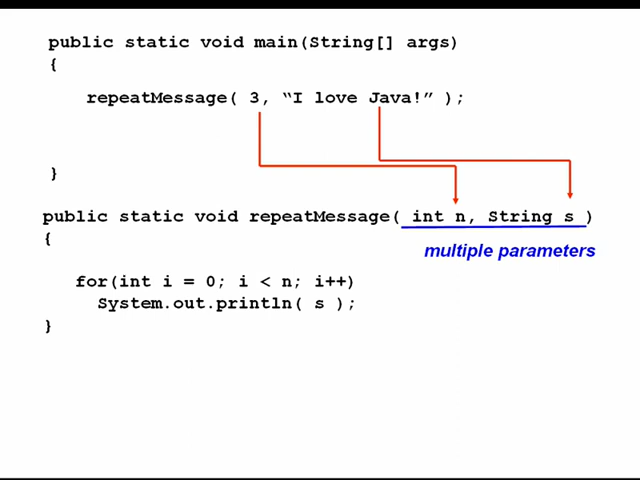 public static void main(String[] args)
{
repeatMessage( 3, “I love Java!” );
}
public static void repeatMessage( int n, String s )
{
multiple parameters
for(int i = 0; i < n; i++)
System.out.println( s );
}